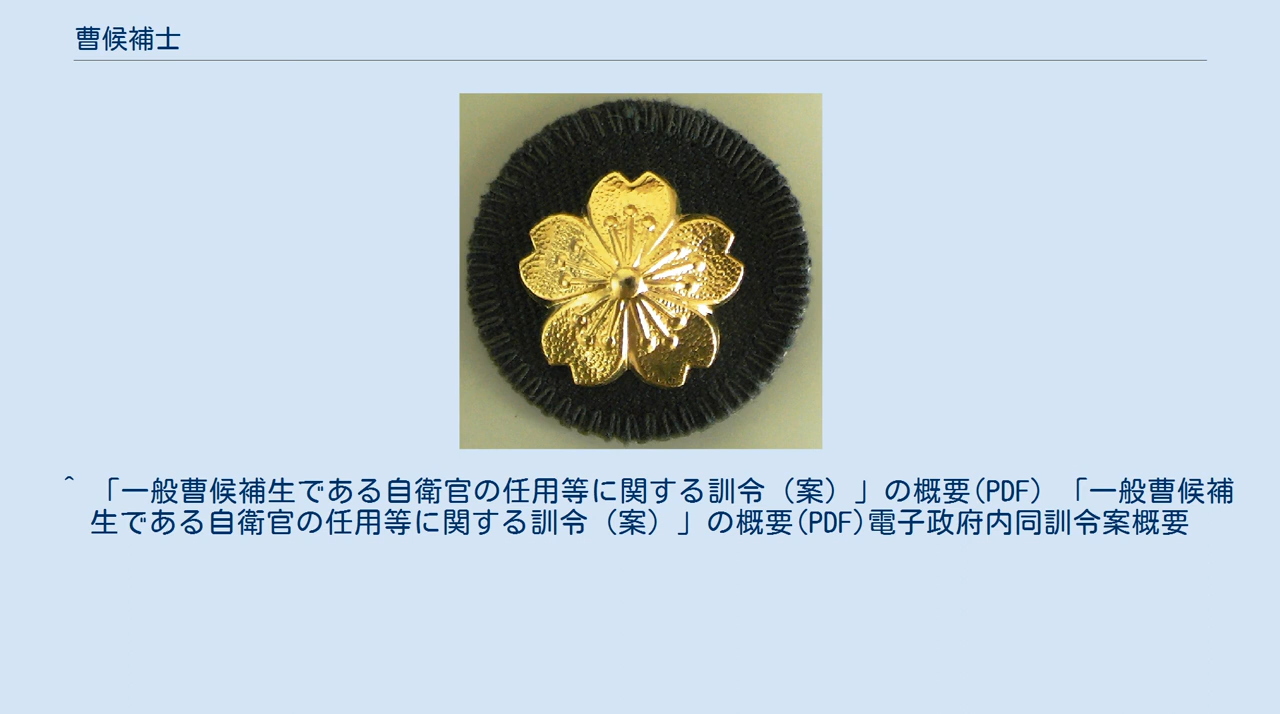 曹候補士
^ 「一般曹候補生である自衛官の任用等に関する訓令（案）」の概要(PDF) 「一般曹候補
生である自衛官の任用等に関する訓令（案）」の概要(PDF)電子政府内同訓令案概要